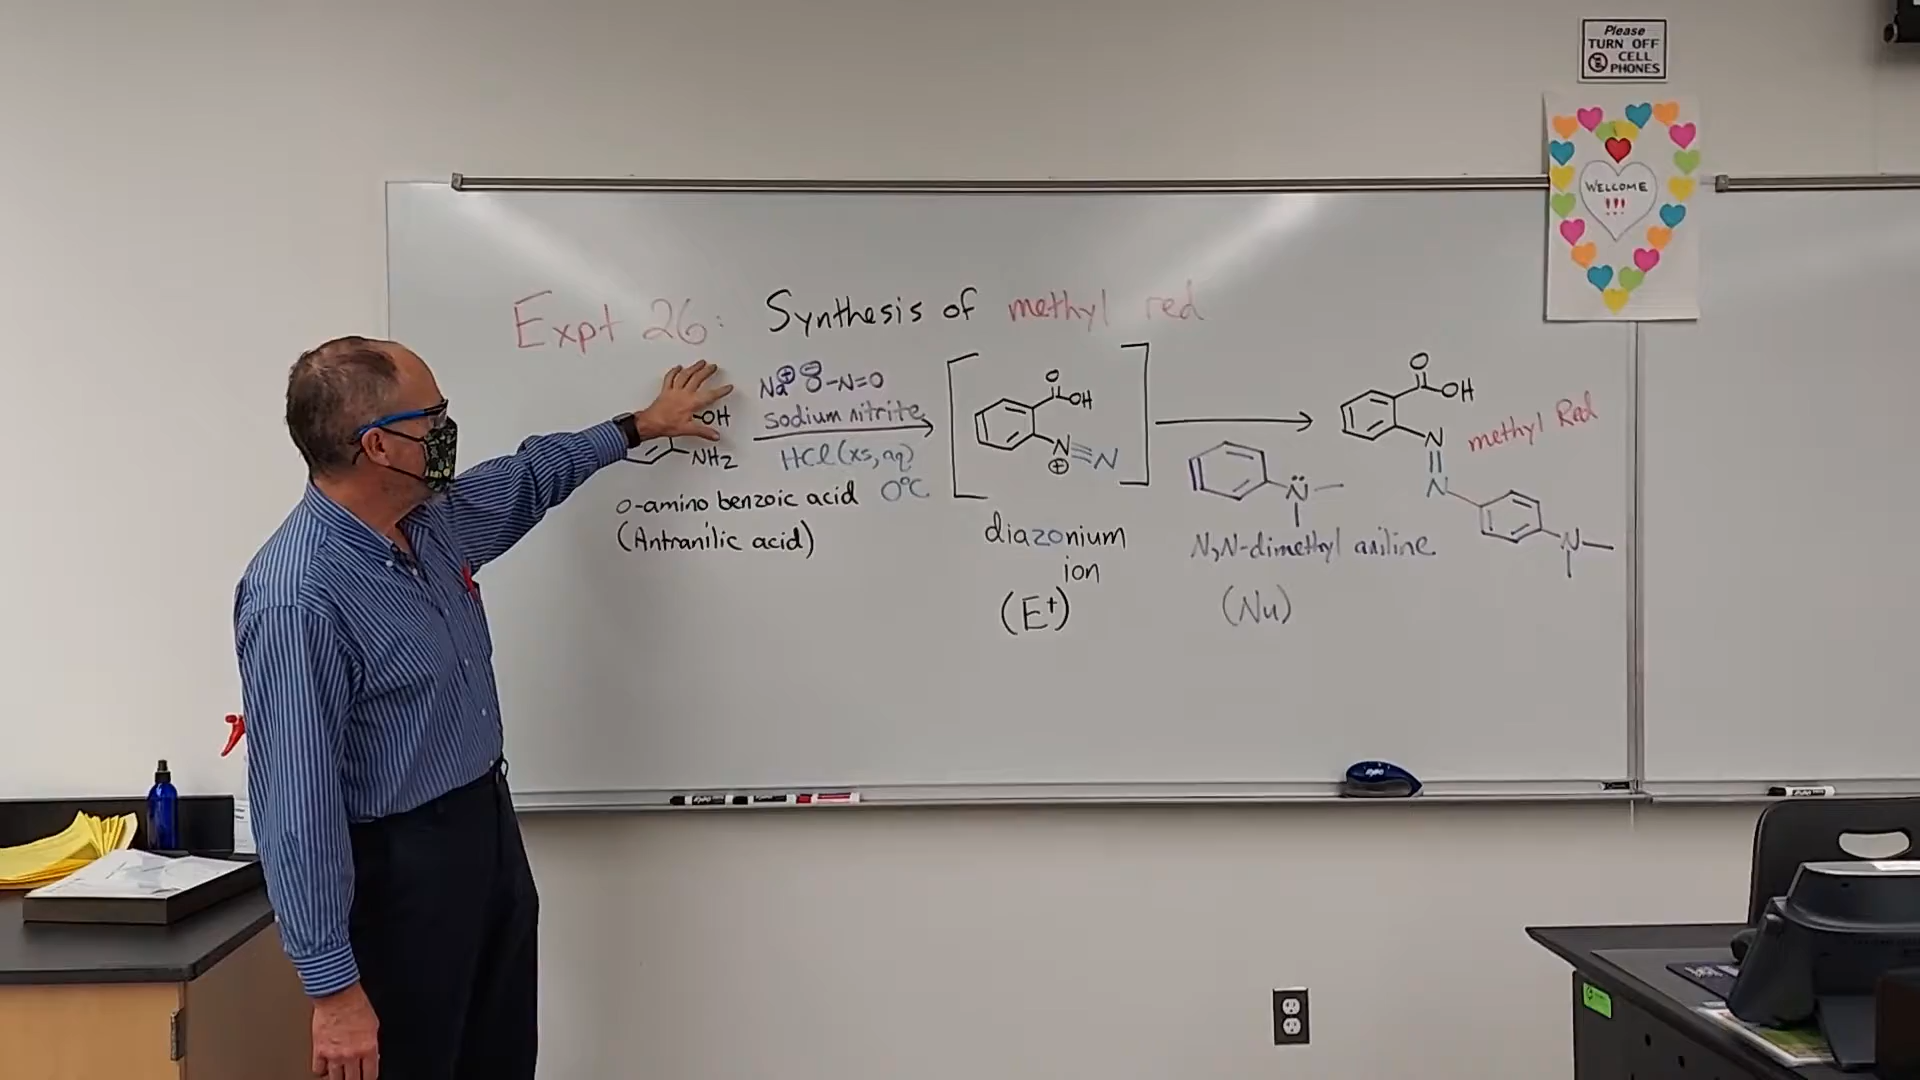 Please
TURN OFF
CELL
PHONES
WELCOME
!!!
Expt 26: Synthesis of methyl red
Na⊕ ⊖O-N=O
sodium nitrite
HCl (xs, aq)
0°C
OH
NH2
o-amino benzoic acid
(Antranilic acid)
O
OH
N≡N
⊕
diazonium
ion
(E+)
N
N,N-dimethyl aniline
(Nu)
O
OH
N
N
N
methyl Red